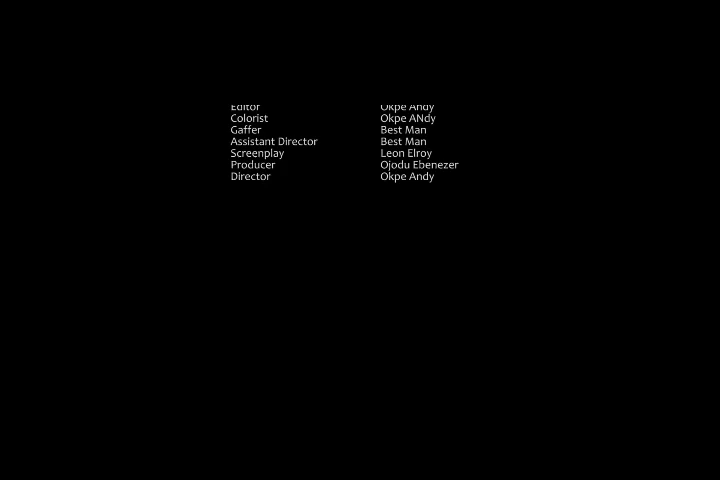 Editor Okpe Andy
Colorist Okpe ANdy
Gaffer Best Man
Assistant Director Best Man
Screenplay Leon Elroy
Producer Ojodu Ebenezer
Director Okpe Andy